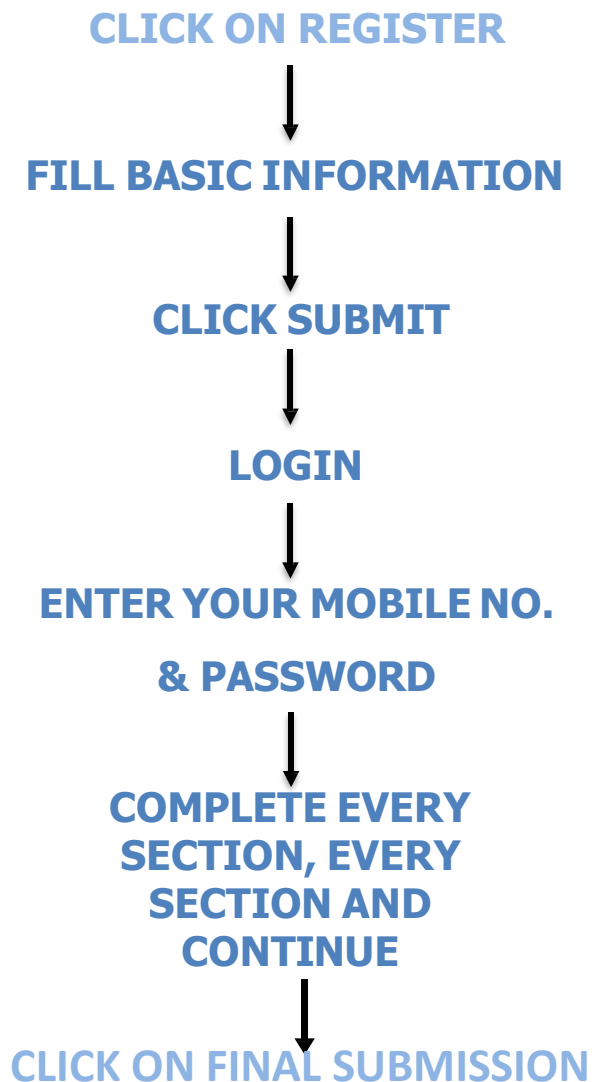 CLICK ON REGISTER
FILL BASIC INFORMATION
CLICK SUBMIT
LOGIN
ENTER YOUR MOBILE NO.
& PASSWORD
COMPLETE EVERY
SECTION, EVERY
SECTION AND
CONTINUE
CLICK ON FINAL SUBMISSION